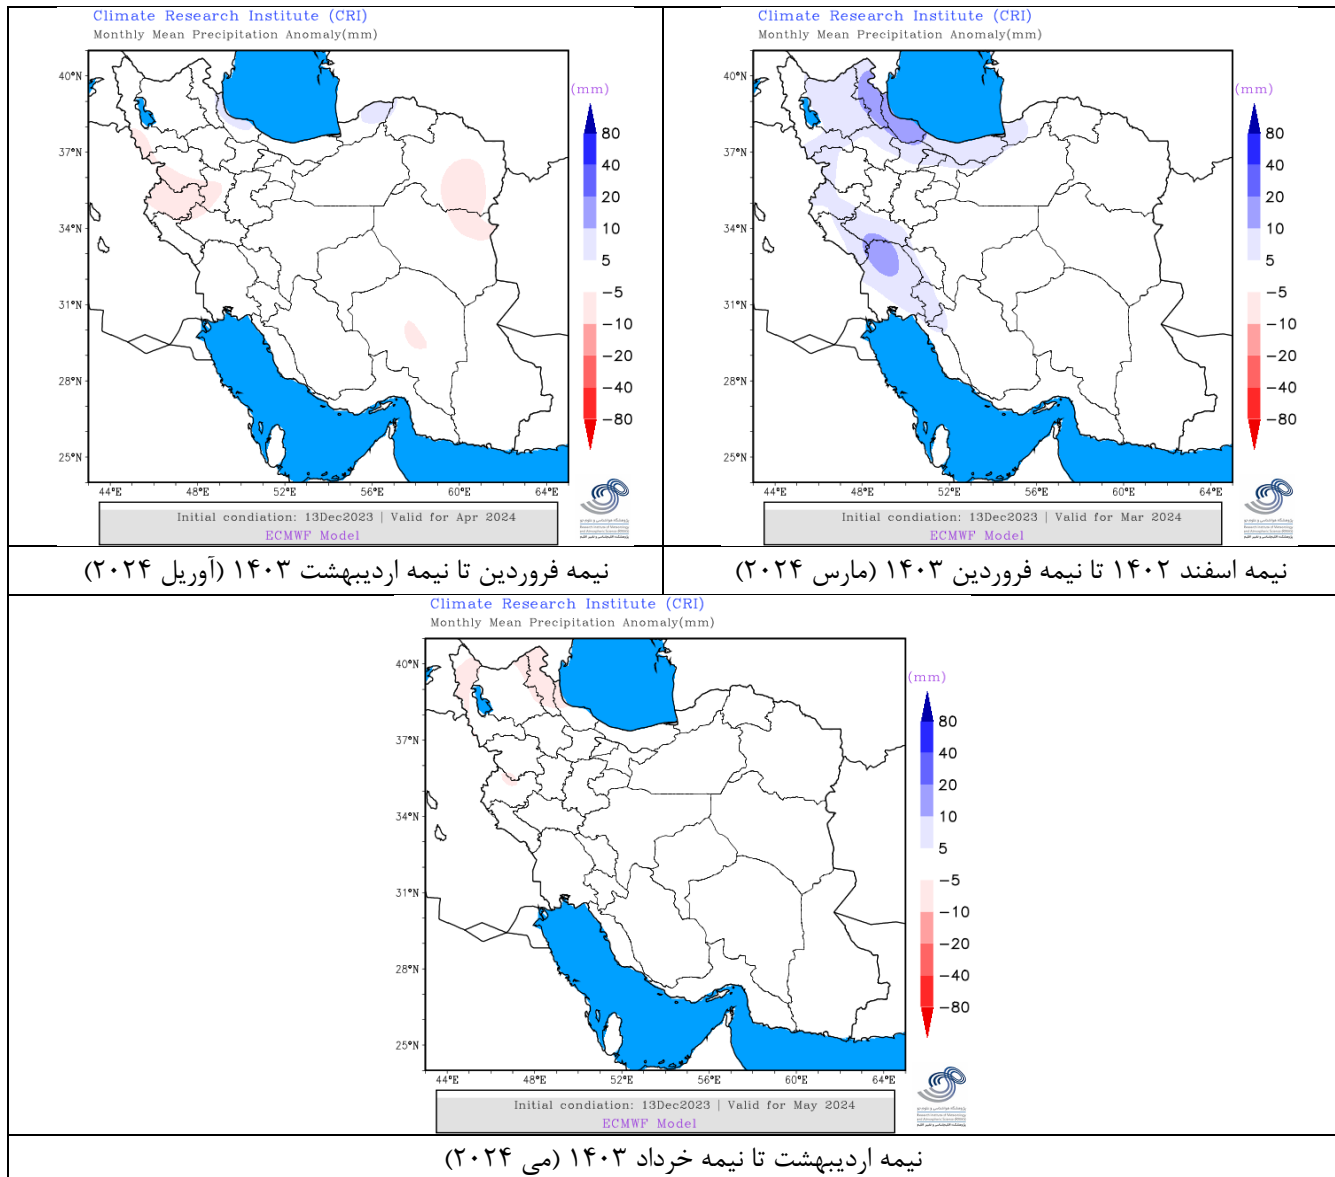 Climate Research Institute (CRI)
Monthly Mean Precipitation Anomaly(mm)
(mm)
40°N
37°N
34°N
31°N
28°N
25°N
44°E 48°E 52°E 56°E 60°E 64°E
80
40
20
10
5
−5
−10
−20
−40
−80
Initial condiation: 13Dec2023 | Valid for Apr 2024
ECMWF Model
نیمه فروردین تا نیمه اردیبهشت ۱۴۰۳ (آوریل ۲۰۲۴)
Climate Research Institute (CRI)
Monthly Mean Precipitation Anomaly(mm)
(mm)
40°N
37°N
34°N
31°N
28°N
25°N
44°E 48°E 52°E 56°E 60°E 64°E
80
40
20
10
5
−5
−10
−20
−40
−80
Initial condiation: 13Dec2023 | Valid for Mar 2024
ECMWF Model
نیمه اسفند ۱۴۰۲ تا نیمه فروردین ۱۴۰۳ (مارس ۲۰۲۴)
Climate Research Institute (CRI)
Monthly Mean Precipitation Anomaly(mm)
(mm)
40°N
37°N
34°N
31°N
28°N
25°N
44°E 48°E 52°E 56°E 60°E 64°E
80
40
20
10
5
−5
−10
−20
−40
−80
Initial condiation: 13Dec2023 | Valid for May 2024
ECMWF Model
نیمه اردیبهشت تا نیمه خرداد ۱۴۰۳ (می ۲۰۲۴)